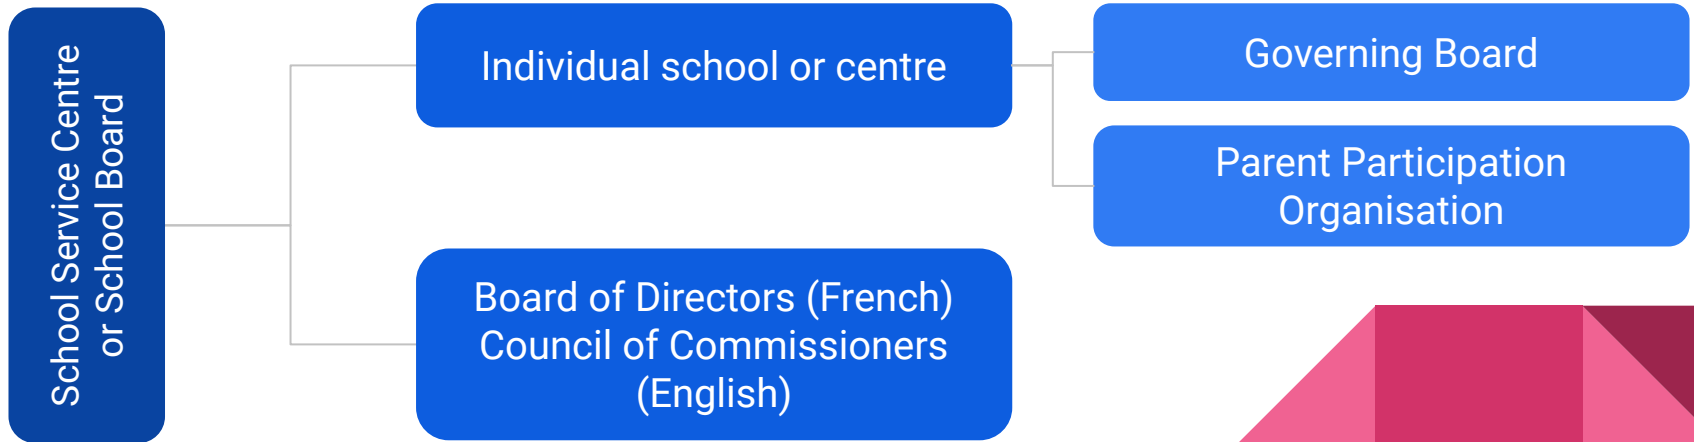 School Service Centre
or School Board
Individual school or centre
Governing Board
Parent Participation
Organisation
Board of Directors (French)
Council of Commissioners
(English)